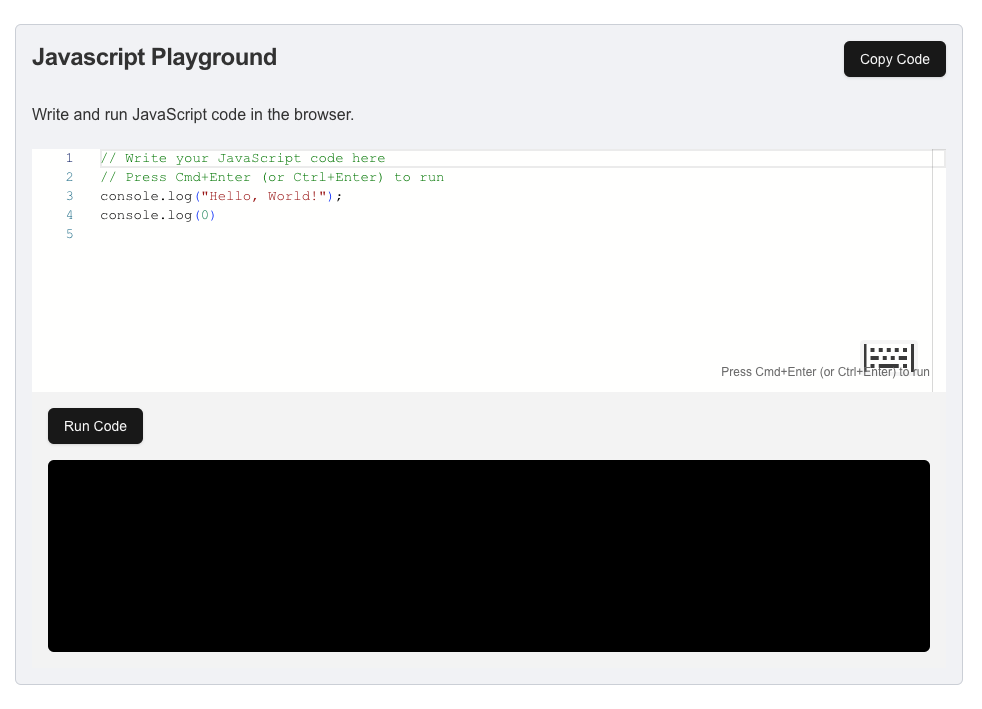 Javascript Playground
Copy Code
Write and run JavaScript code in the browser.
1 // Write your JavaScript code here
2 // Press Cmd+Enter (or Ctrl+Enter) to run
3 console.log("Hello, World!");
4 console.log(0)
5
Press Cmd+Enter (or Ctrl+Enter) to run
Run Code